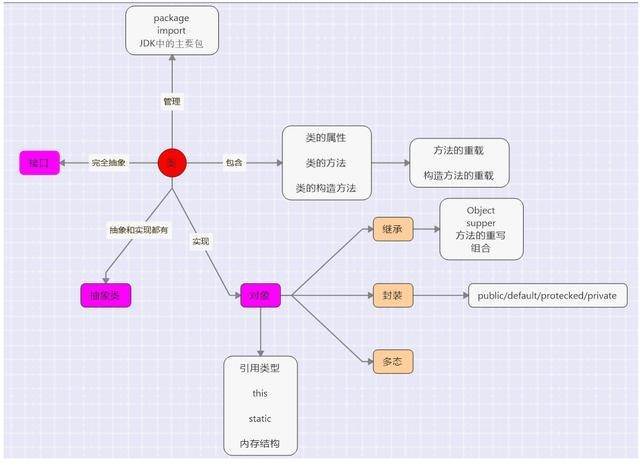 package
import
JDK中的主要包
管理
接口
完全抽象
类
包含
类的属性
类的方法
类的构造方法
方法的重载
构造方法的重载
抽象和实现都有
实现
抽象类
对象
继承
Object
supper
方法的重写
组合
封装
public/default/protecked/private
多态
引用类型
this
static
内存结构